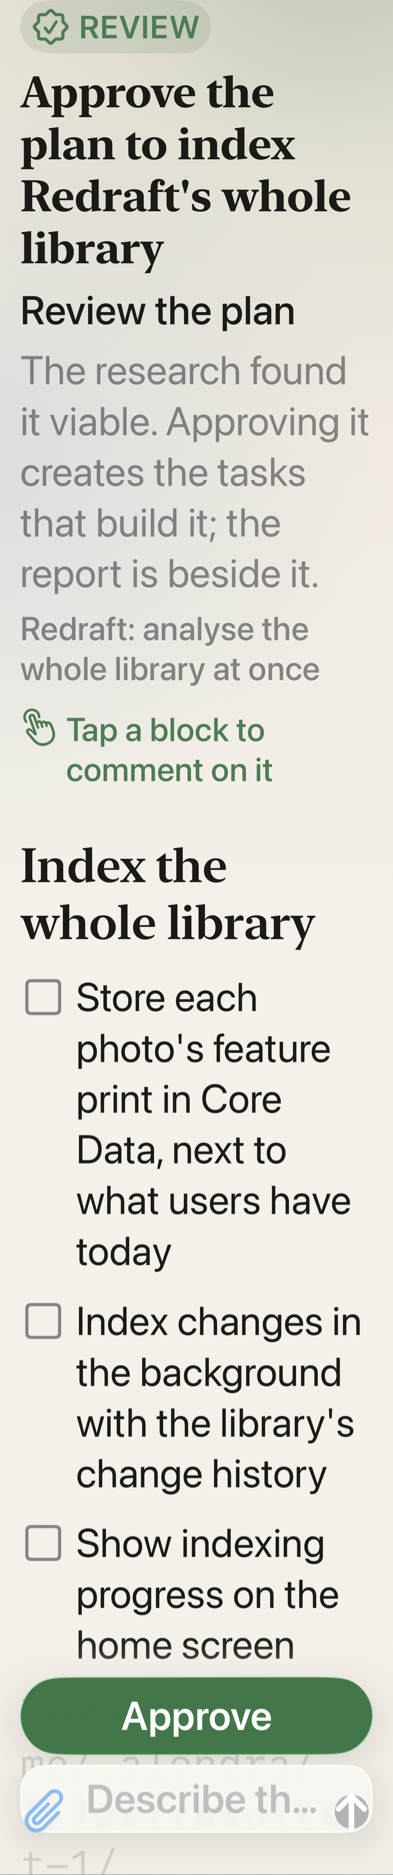 REVIEW
Approve the
plan to index
Redraft's whole
library
Review the plan
The research found
it viable. Approving it
creates the tasks
that build it; the
report is beside it.
Redraft: analyse the
whole library at once
Tap a block to
comment on it
Index the
whole library
Store each
photo's feature
print in Core
Data, next to
what users have
today
Index changes in
the background
with the library's
change history
Show indexing
progress on the
home screen
Approve
Describe th...
t-1/